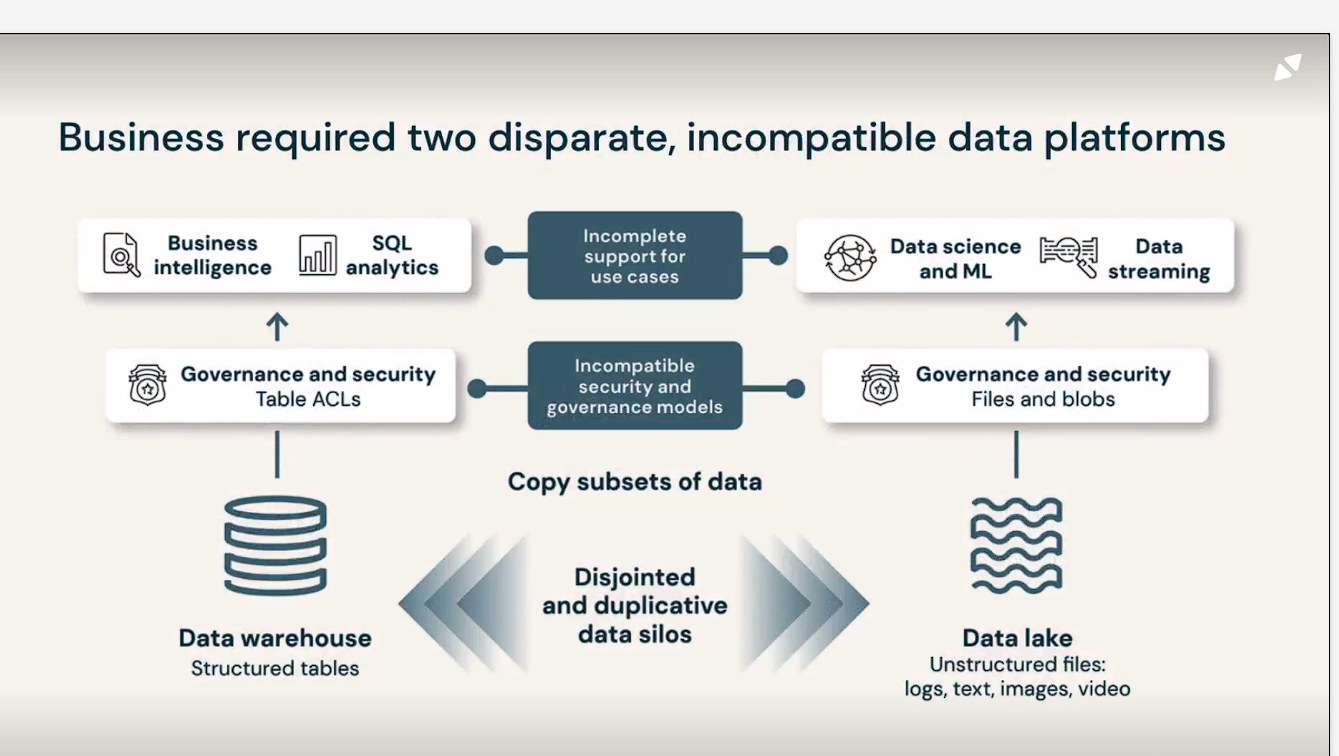 Business required two disparate, incompatible data platforms
Business
intelligence
SQL
analytics
Incomplete
support for
use cases
Data science
and ML
Data
streaming
Governance and security
Table ACLs
Incompatible
security and
governance models
Governance and security
Files and blobs
Copy subsets of data
Disjointed
and duplicative
data silos
Data warehouse
Structured tables
Data lake
Unstructured files:
logs, text, images, video